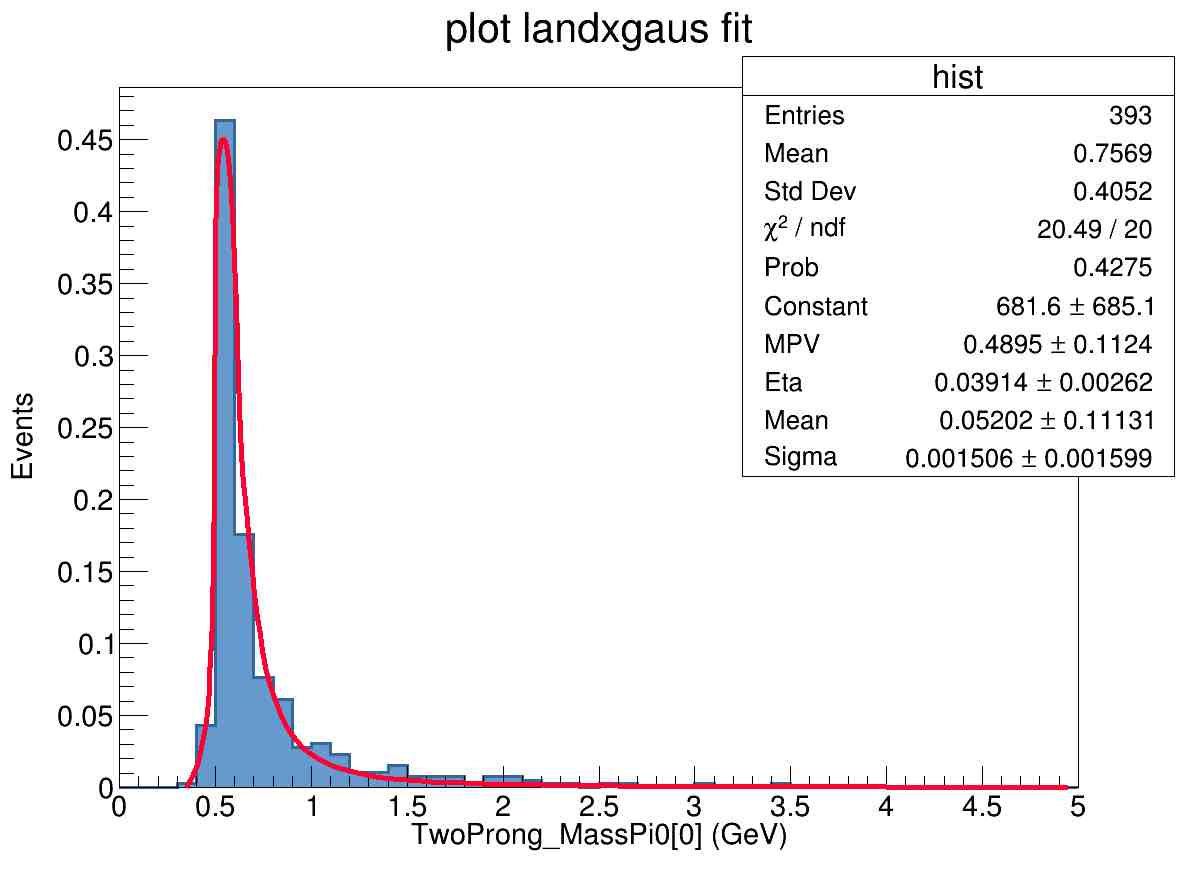 plot landxgaus fit
hist
Entries 393
Mean 0.7569
Std Dev 0.4052
χ² / ndf 20.49 / 20
Prob 0.4275
Constant 681.6 ± 685.1
MPV 0.4895 ± 0.1124
Eta 0.03914 ± 0.00262
Mean 0.05202 ± 0.11131
Sigma 0.001506 ± 0.001599
Events
0.45
0.4
0.35
0.3
0.25
0.2
0.15
0.1
0.05
0
0 0.5 1 1.5 2 2.5 3 3.5 4 4.5 5
TwoProng_MassPi0[0] (GeV)